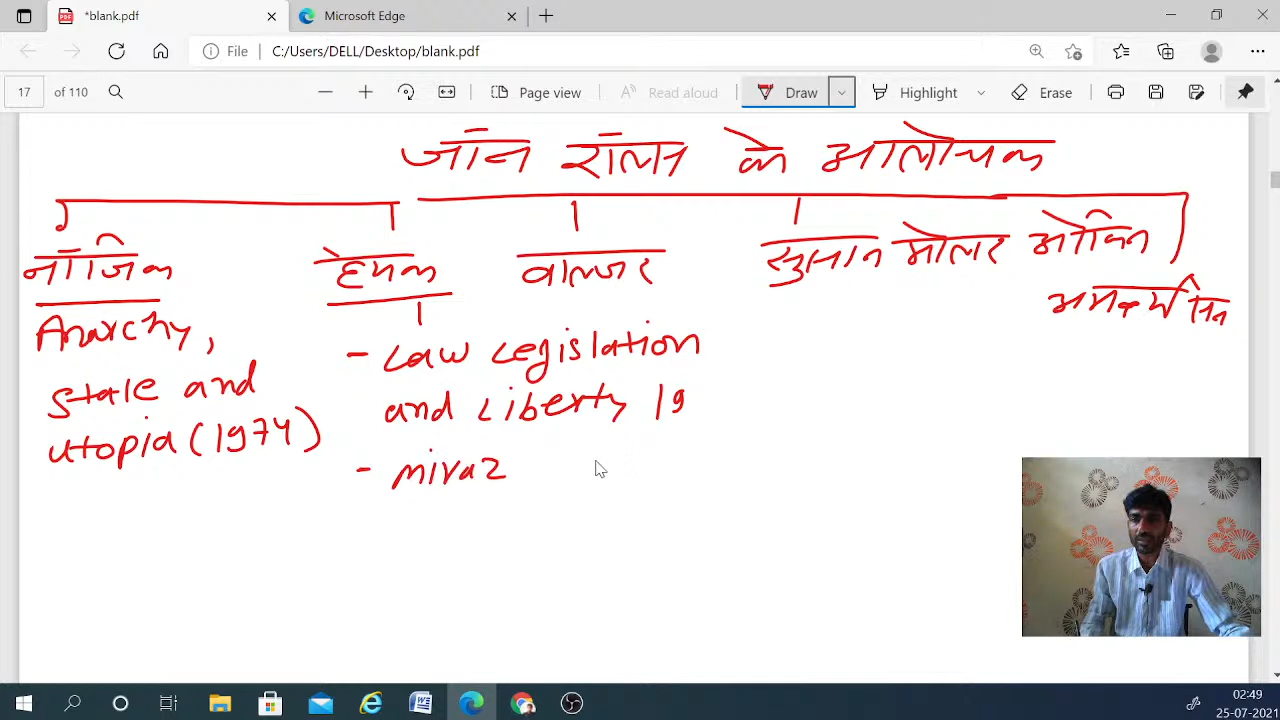 *blank.pdf
Microsoft Edge
File C:/Users/DELL/Desktop/blank.pdf
17 of 110 Page view Read aloud Draw Highlight Erase
जॉन रॉल्स के आलोचक
नॉजिक हेयक वाल्जर सुसान मोलर ओकिन
अमर्त्य सेन
Anarchy,
State and
utopia (1974)
- Law Legislation
and Liberty 19
-
02:49
25-07-2021